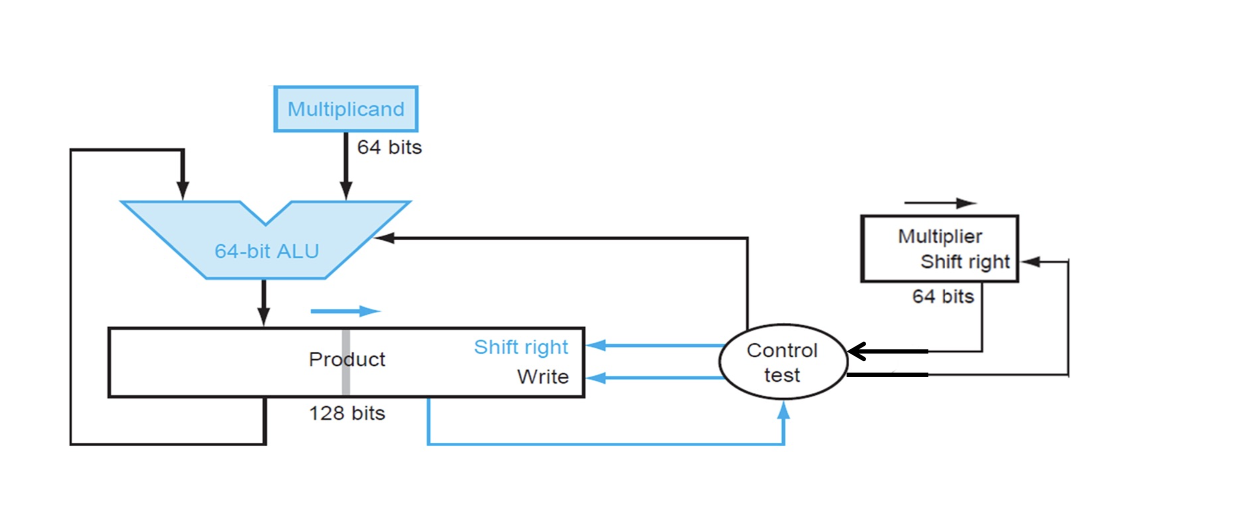 Multiplicand
64 bits
64-bit ALU
Multiplier
Shift right
64 bits
Product
Shift right
Write
128 bits
Control
test